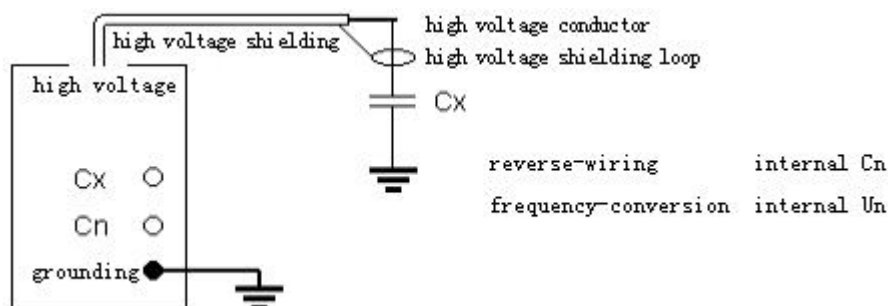 high voltage conductor
high voltage shielding
high voltage shielding loop
high voltage
Cx
reverse-wiring internal Cn
Cx
frequency-conversion internal Un
Cn
grounding